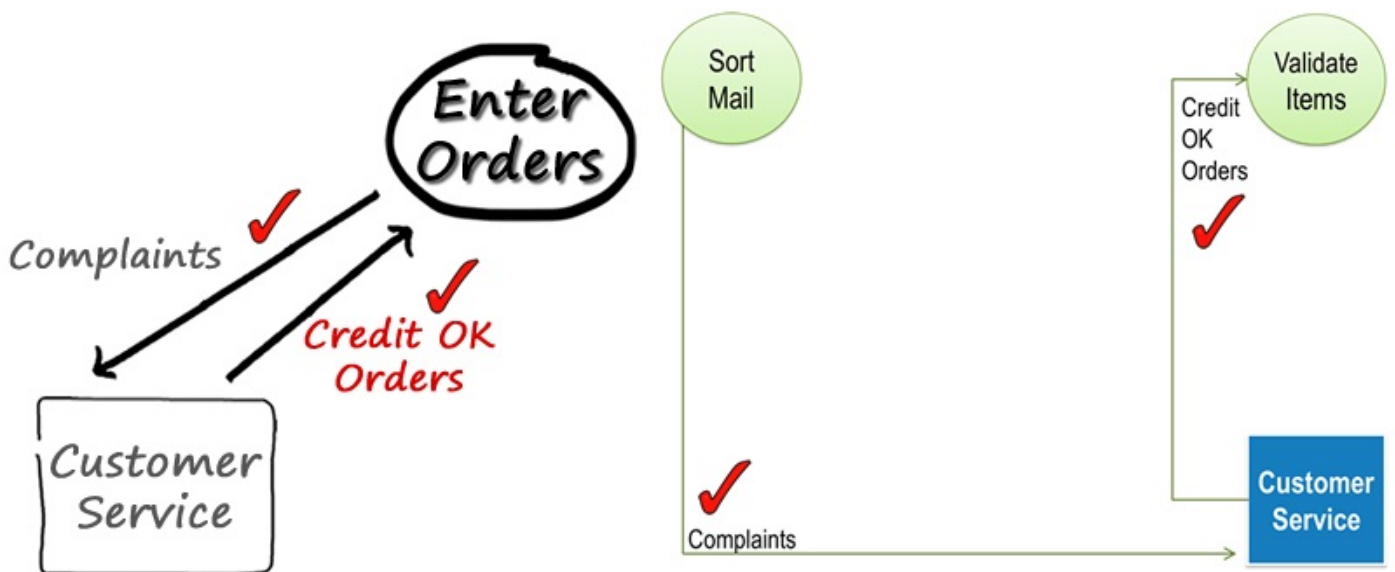 Enter
Orders
Complaints
Credit OK
Orders
Customer
Service
Sort
Mail
Validate
Items
Credit
OK
Orders
Complaints
Customer
Service